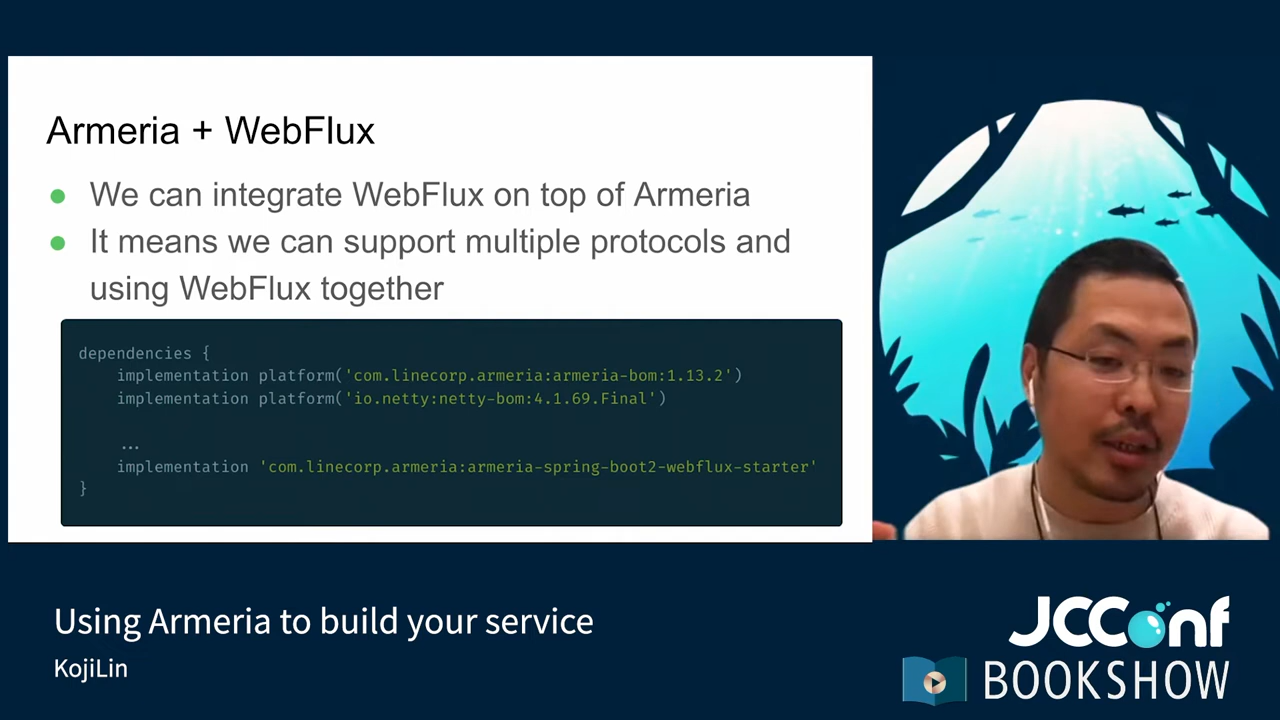 Armeria + WebFlux
● We can integrate WebFlux on top of Armeria
● It means we can support multiple protocols and
using WebFlux together
dependencies {
    implementation platform('com.linecorp.armeria:armeria-bom:1.13.2')
    implementation platform('io.netty:netty-bom:4.1.69.Final')
    ...
    implementation 'com.linecorp.armeria:armeria-spring-boot2-webflux-starter'
}
Using Armeria to build your service
KojiLin
JCConf
BOOKSHOW